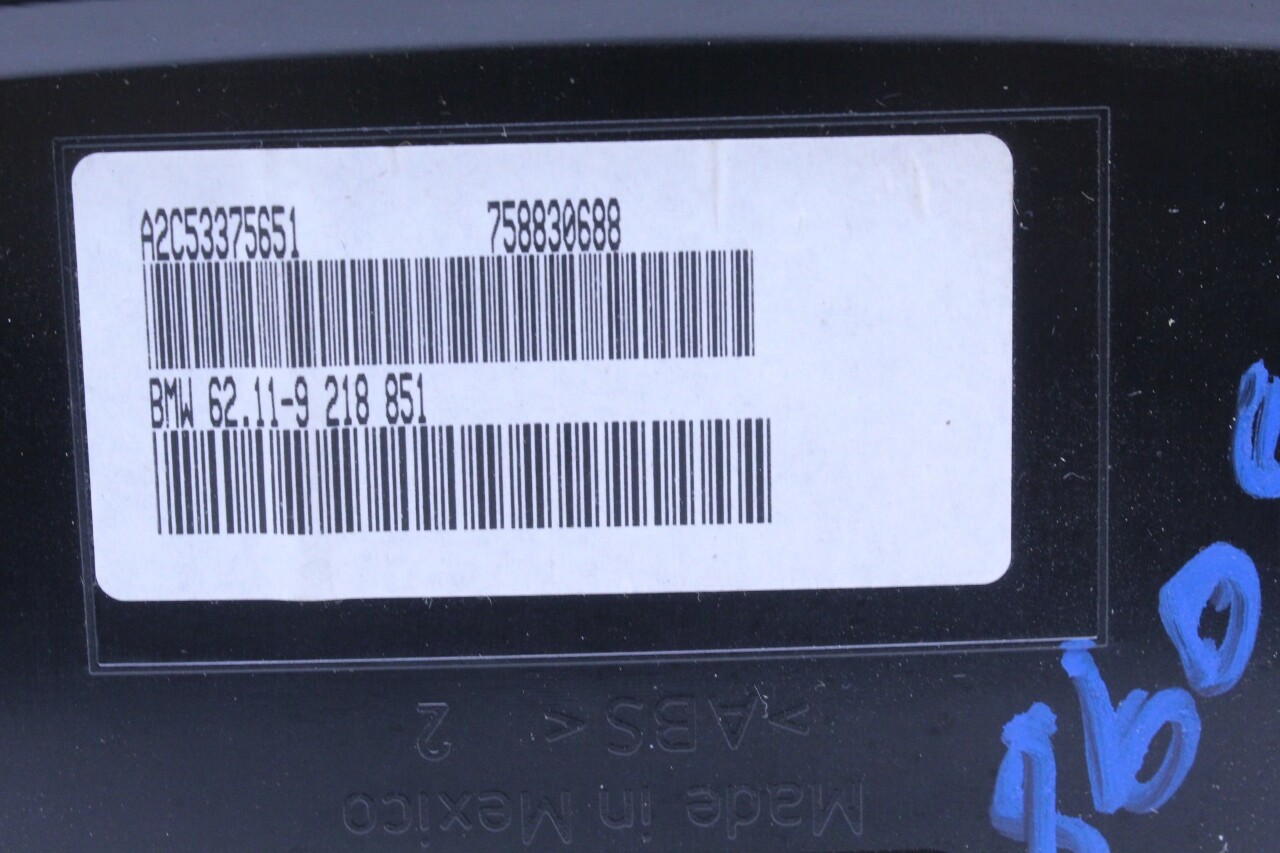 A2C53375651 758830688
BMW 62.11-9 218 851
>ABS< 2
Made in Mexico